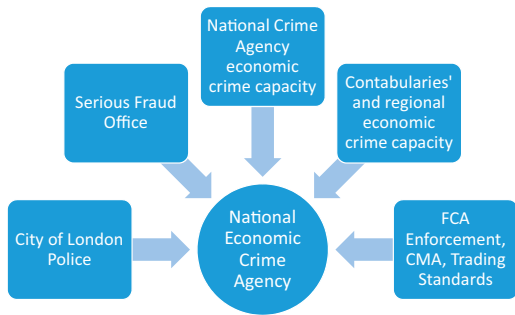 National Crime
Agency
economic
crime capacity
Serious Fraud
Office
Contabularies'
and regional
economic
crime capacity
City of London
Police
National
Economic
Crime
Agency
FCA
Enforcement,
CMA, Trading
Standards